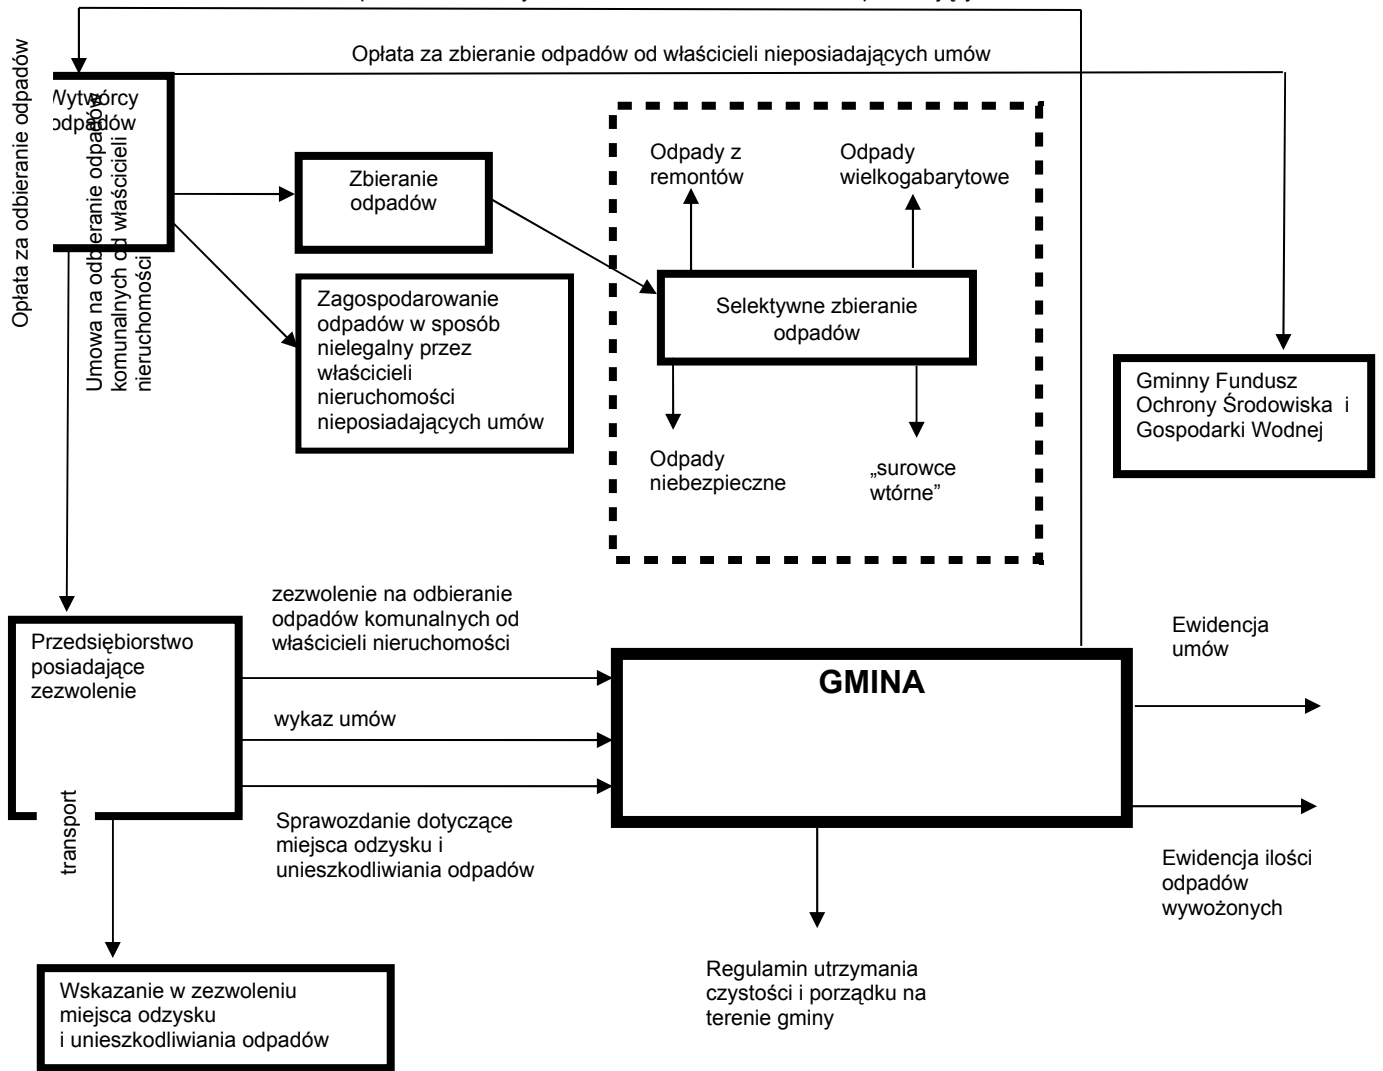 Opłata za zbieranie odpadów od właścicieli nieposiadających umów
Opłata za odbieranie odpadów
Wytwórcy
odpadów
Umowa na odbieranie odpadów
komunalnych od właścicieli
nieruchomości
Zbieranie
odpadów
Zagospodarowanie
odpadów w sposób
nielegalny przez
właścicieli
nieruchomości
nieposiadających umów
Odpady z
remontów
Odpady
wielkogabarytowe
Selektywne zbieranie
odpadów
Odpady
niebezpieczne
„surowce
wtórne”
Gminny Fundusz
Ochrony Środowiska i
Gospodarki Wodnej
Przedsiębiorstwo
posiadające
zezwolenie
transport
zezwolenie na odbieranie
odpadów komunalnych od
właścicieli nieruchomości
wykaz umów
Sprawozdanie dotyczące
miejsca odzysku i
unieszkodliwiania odpadów
GMINA
Ewidencja
umów
Ewidencja ilości
odpadów
wywożonych
Wskazanie w zezwoleniu
miejsca odzysku
i unieszkodliwiania odpadów
Regulamin utrzymania
czystości i porządku na
terenie gminy